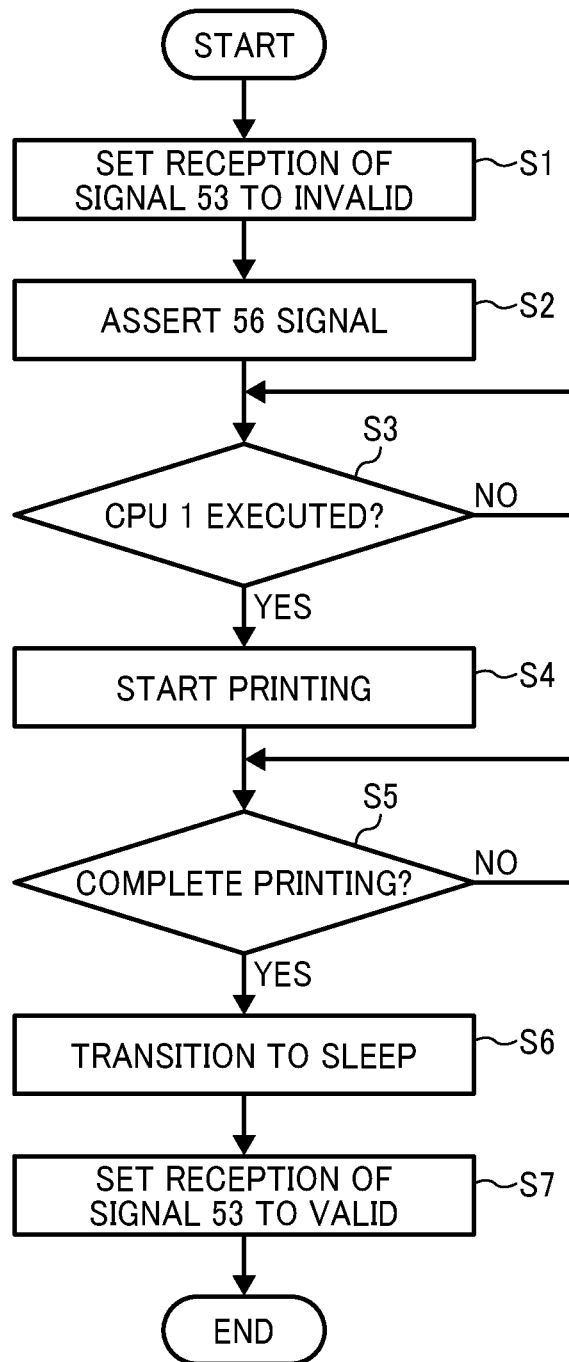 START
SET RECEPTION OF
SIGNAL 53 TO INVALID
S1
ASSERT 56 SIGNAL
S2
S3
CPU 1 EXECUTED?
NO
YES
START PRINTING
S4
S5
COMPLETE PRINTING?
NO
YES
TRANSITION TO SLEEP
S6
SET RECEPTION OF
SIGNAL 53 TO VALID
S7
END